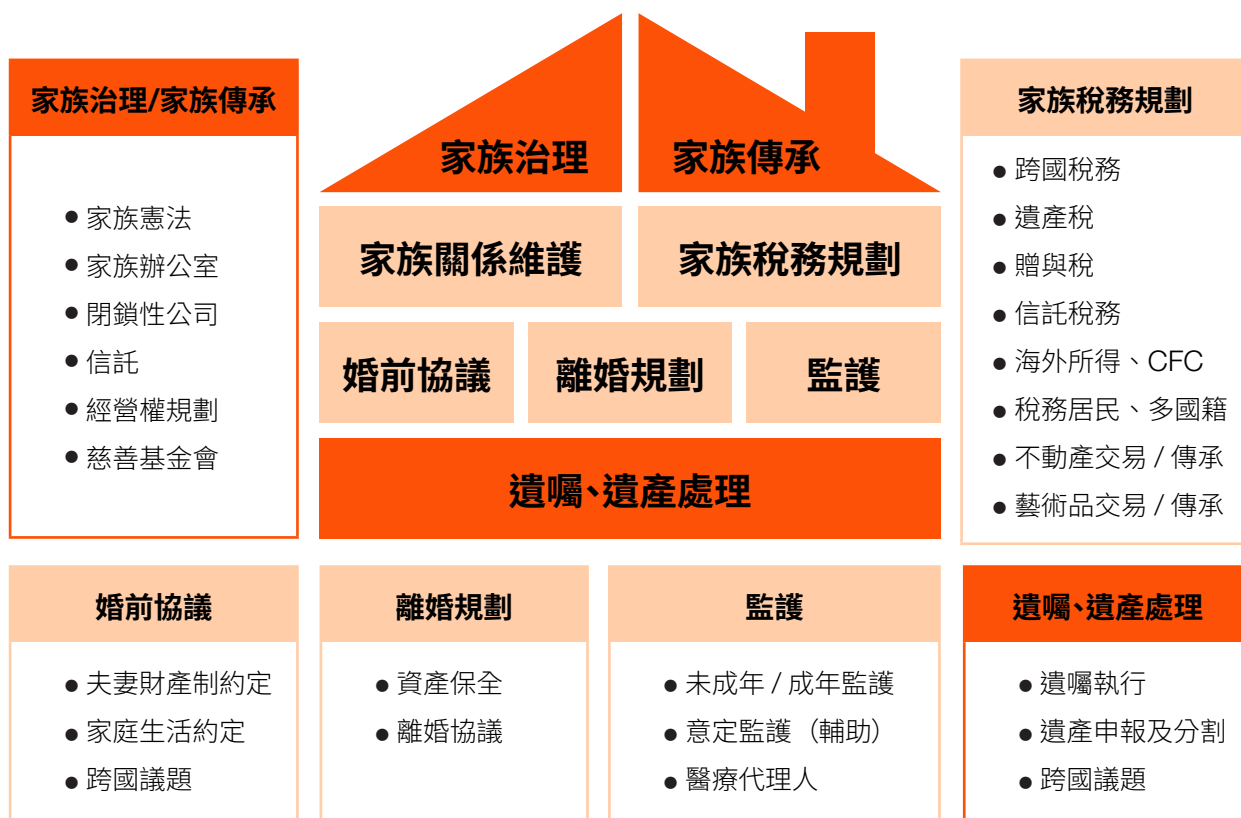 家族治理/家族傳承
● 家族憲法
● 家族辦公室
● 閉鎖性公司
● 信託
● 經營權規劃
● 慈善基金會
家族治理
家族傳承
家族關係維護
家族稅務規劃
婚前協議
離婚規劃
監護
遺囑、遺產處理
家族稅務規劃
● 跨國稅務
● 遺產稅
● 贈與稅
● 信託稅務
● 海外所得、CFC
● 稅務居民、多國籍
● 不動產交易 / 傳承
● 藝術品交易 / 傳承
婚前協議
● 夫妻財產制約定
● 家庭生活約定
● 跨國議題
離婚規劃
● 資產保全
● 離婚協議
監護
● 未成年 / 成年監護
● 意定監護（輔助）
● 醫療代理人
遺囑、遺產處理
● 遺囑執行
● 遺產申報及分割
● 跨國議題